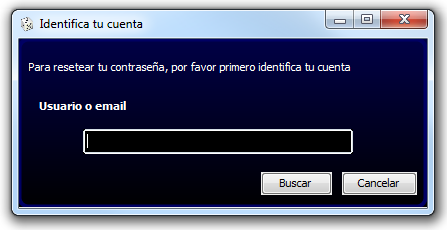 Identifica tu cuenta
Para resetear tu contraseña, por favor primero identifica tu cuenta
Usuario o email
Buscar
Cancelar